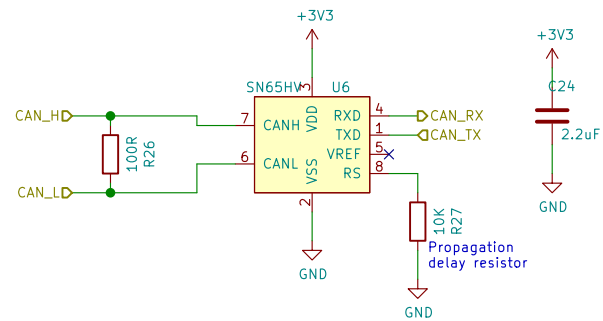 +3V3
+3V3
SN65HV U6
C24
2.2uF
CAN_H
7 CANH
VDD
3
RXD 4 CAN_RX
TXD 1 CAN_TX
VREF 5
RS 8
100R
R26
6 CANL
VSS
2
CAN_L
10K
R27
Propagation
delay resistor
GND
GND
GND